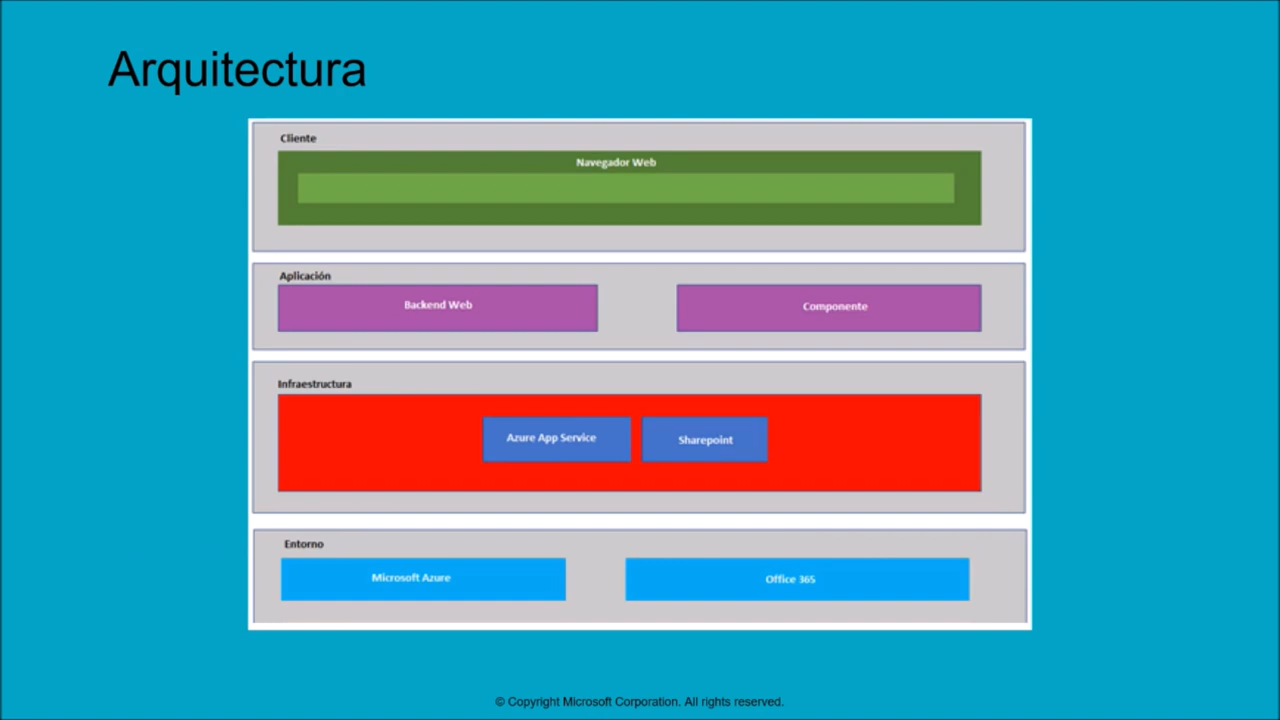 Arquitectura
Cliente
Navegador Web
Aplicación
Backend Web
Componente
Infraestructura
Azure App Service
Sharepoint
Entorno
Microsoft Azure
Office 365
© Copyright Microsoft Corporation. All rights reserved.